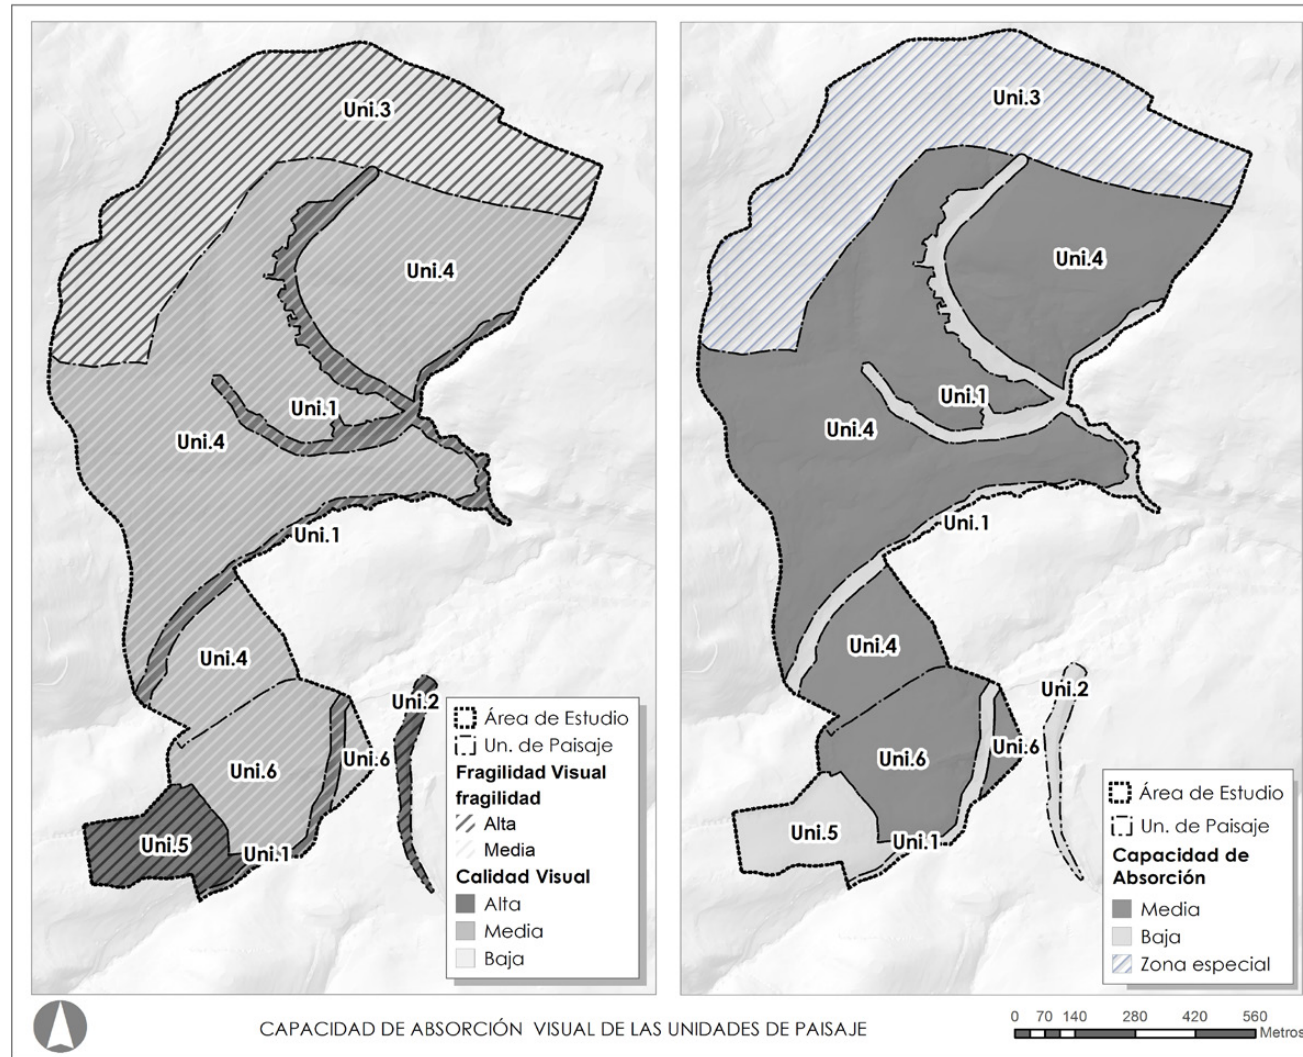 Uni.3
Uni.4
Uni.1
Uni.4
Uni.1
Uni.4
Uni.2
Uni.6
Uni.6
Uni.5
Uni.1
Área de Estudio
Un. de Paisaje
Fragilidad Visual
fragilidad
Alta
Media
Calidad Visual
Alta
Media
Baja
Uni.3
Uni.4
Uni.1
Uni.4
Uni.1
Uni.4
Uni.2
Uni.6
Uni.6
Uni.5
Uni.1
Área de Estudio
Un. de Paisaje
Capacidad de
Absorción
Media
Baja
Zona especial
CAPACIDAD DE ABSORCIÓN VISUAL DE LAS UNIDADES DE PAISAJE
0 70 140 280 420 560
Metros